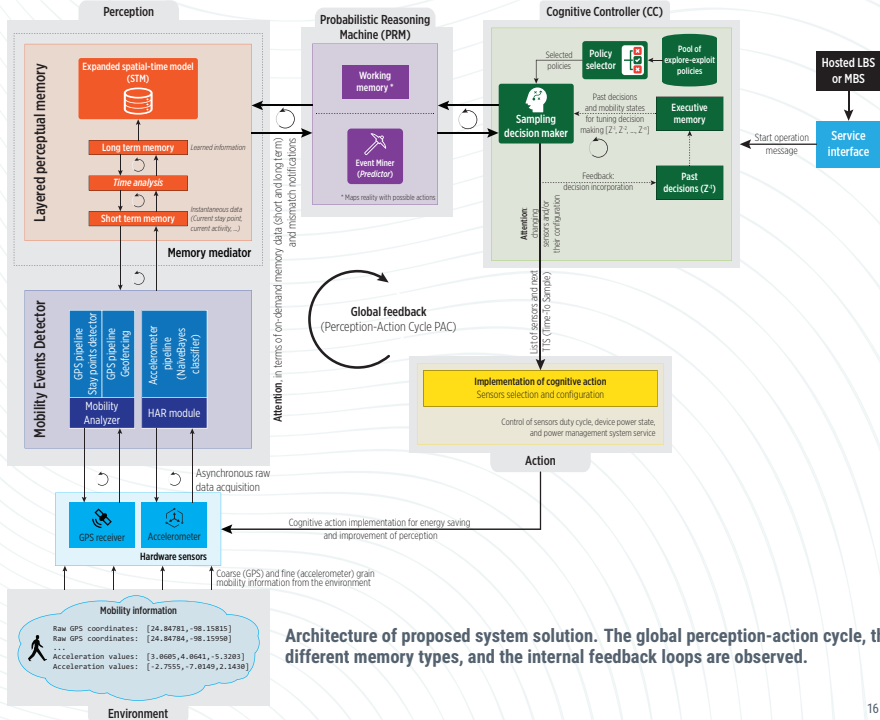 Perception
Layered perceptual memory
Expanded spatial-time model
(STM)
Long term memory
Learned information
Time analysis
Short term memory
Instantaneous data
(Current stay point,
current activity, ...)
Memory mediator
Mobility Events Detector
GPS pipeline
Stay points detector
GPS pipeline
Geofencing
Accelerometer
pipeline
(NaiveBayes
classifier)
Mobility
Analyzer
HAR module
Asynchronous raw
data acquisition
GPS receiver
Accelerometer
Hardware sensors
Coarse (GPS) and fine (accelerometer) grain
mobility information from the environment
Mobility information
Raw GPS coordinates: [24.84781,-98.15815]
Raw GPS coordinates: [24.84784,-98.15950]
...
Acceleration values: [3.0605,4.0641,-5.3203]
Acceleration values: [-2.7555,-7.0149,2.1430]
Environment
Attention, in terms of on-demand memory data (short and long term)
and mismatch notifications
Probabilistic Reasoning
Machine (PRM)
Working
memory *
Event Miner
(Predictor)
* Maps reality with possible actions
Global feedback
(Perception-Action Cycle PAC)
Cognitive Controller (CC)
Selected
policies
Policy
selector
Pool of
explore-exploit
policies
Sampling
decision maker
Past decisions
and mobility states
for tuning decision
making [Z⁻¹, Z⁻², ..., Z⁻ⁿ]
Executive
memory
Feedback:
decision incorporation
Past
decisions (Z⁻¹)
Attention:
changing
sensors and/or
their configuration
List of sensors and next
TTS (Time-To Sample)
Start operation
message
Hosted LBS
or MBS
Service
interface
Implementation of cognitive action
Sensors selection and configuration
Control of sensors duty cycle, device power state,
and power management system service
Action
Cognitive action implementation for energy saving
and improvement of perception
Architecture of proposed system solution. The global perception-action cycle, th
different memory types, and the internal feedback loops are observed.
16